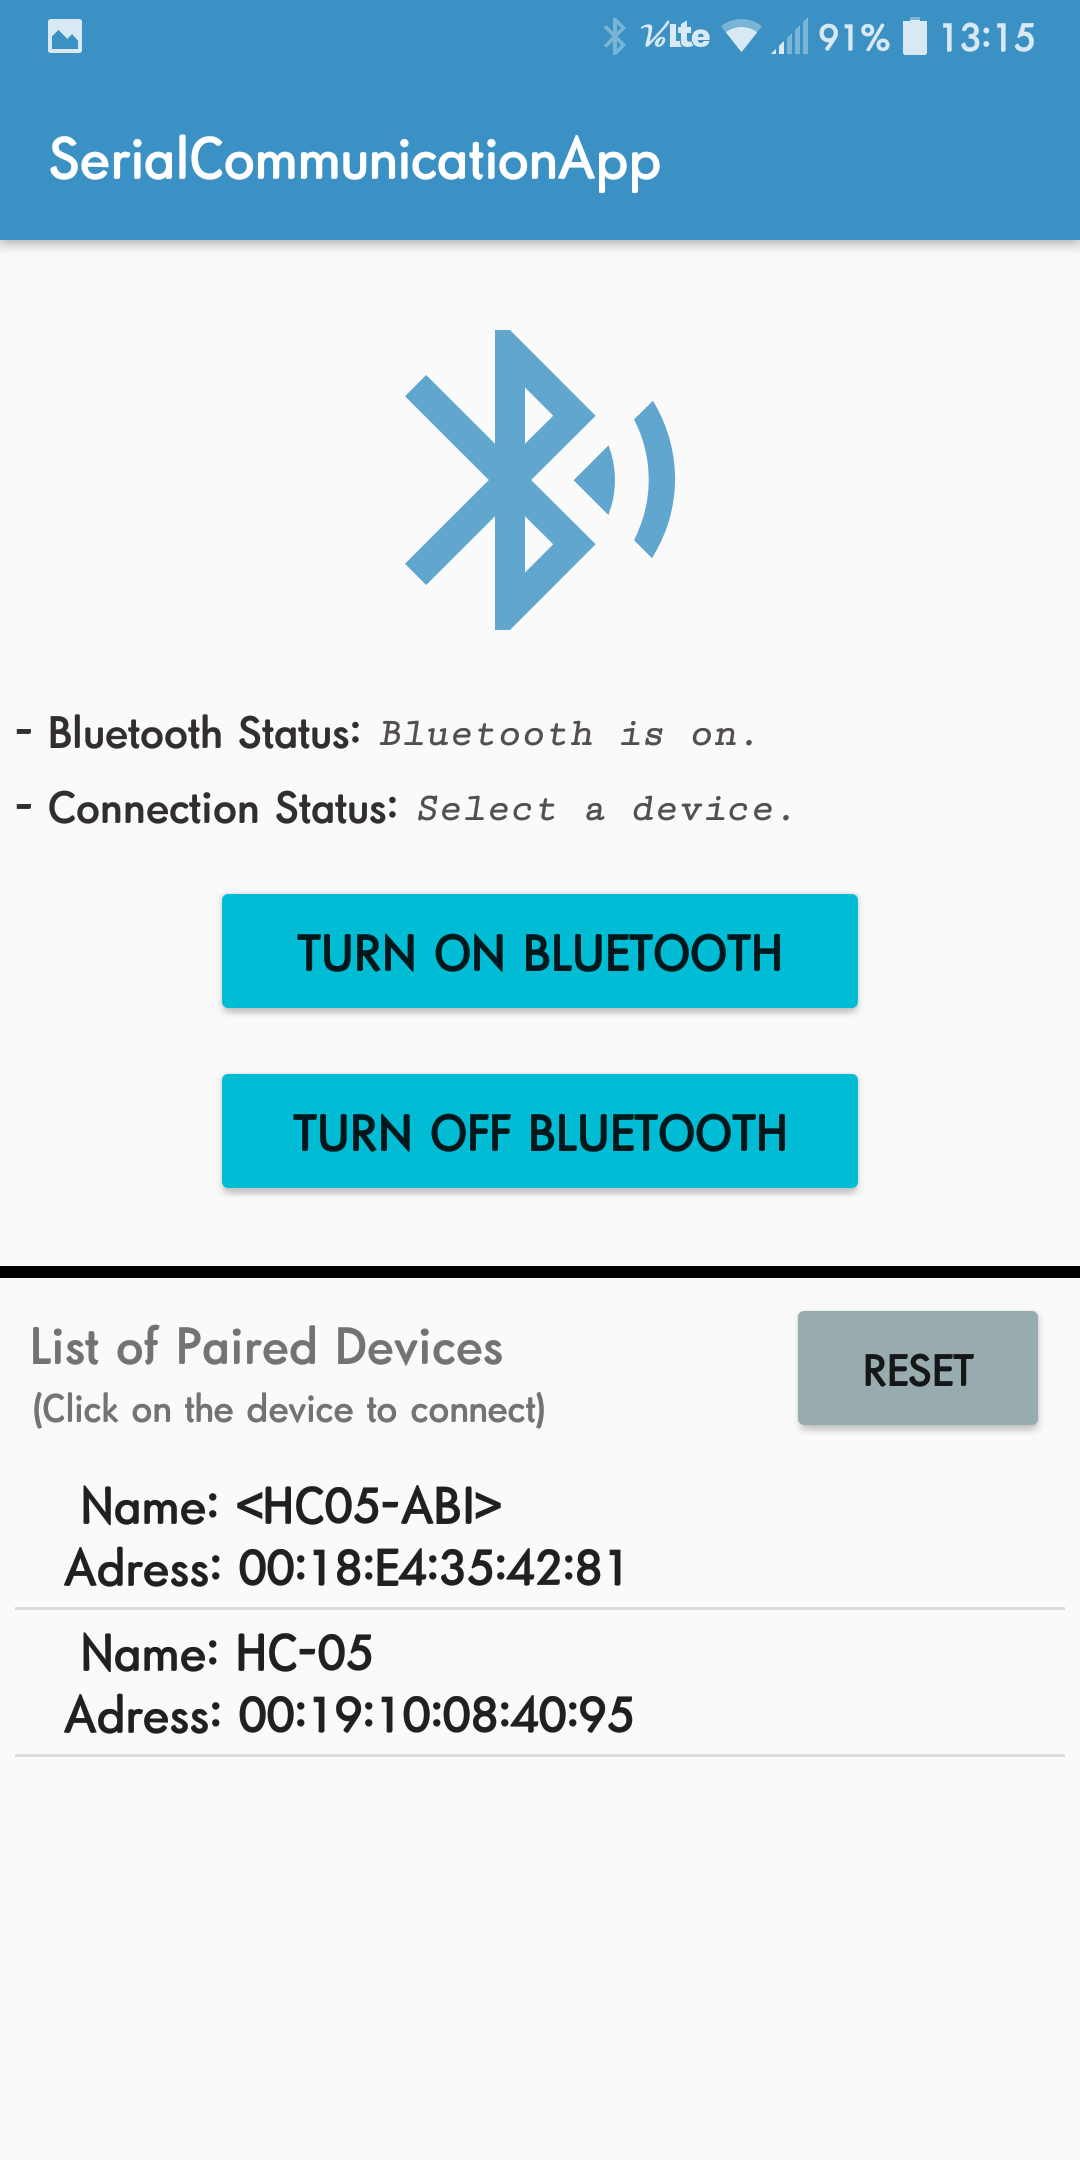 VoLte 91% 13:15
SerialCommunicationApp
- Bluetooth Status: Bluetooth is on.
- Connection Status: Select a device.
TURN ON BLUETOOTH
TURN OFF BLUETOOTH
List of Paired Devices
(Click on the device to connect)
RESET
Name: <HC05-ABI>
Adress: 00:18:E4:35:42:81
Name: HC-05
Adress: 00:19:10:08:40:95